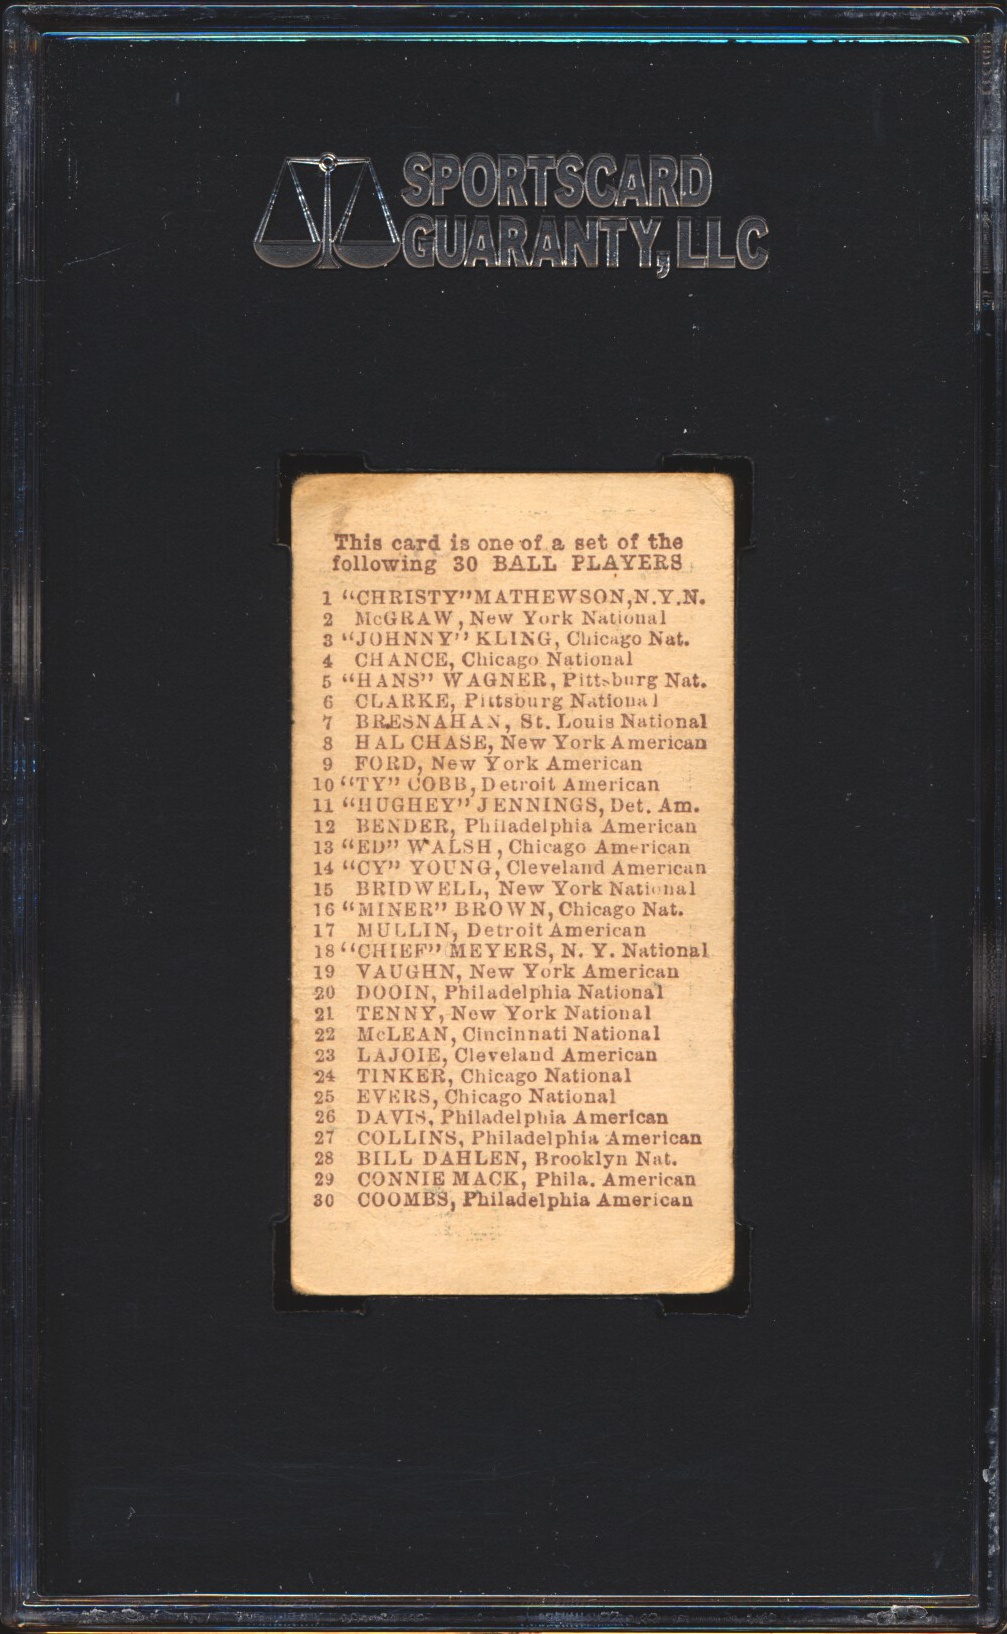 SPORTSCARD
GUARANTY, LLC
This card is one of a set of the
following 30 BALL PLAYERS
1 "CHRISTY" MATHEWSON, N.Y.N.
2 McGRAW, New York National
3 "JOHNNY" KLING, Chicago Nat.
4 CHANCE, Chicago National
5 "HANS" WAGNER, Pittsburg Nat.
6 CLARKE, Pittsburg National
7 BRESNAHAN, St. Louis National
8 HAL CHASE, New York American
9 FORD, New York American
10 "TY" COBB, Detroit American
11 "HUGHEY" JENNINGS, Det. Am.
12 BENDER, Philadelphia American
13 "ED" WALSH, Chicago American
14 "CY" YOUNG, Cleveland American
15 BRIDWELL, New York National
16 "MINER" BROWN, Chicago Nat.
17 MULLIN, Detroit American
18 "CHIEF" MEYERS, N. Y. National
19 VAUGHN, New York American
20 DOOIN, Philadelphia National
21 TENNY, New York National
22 McLEAN, Cincinnati National
23 LAJOIE, Cleveland American
24 TINKER, Chicago National
25 EVERS, Chicago National
26 DAVIS, Philadelphia American
27 COLLINS, Philadelphia American
28 BILL DAHLEN, Brooklyn Nat.
29 CONNIE MACK, Phila. American
30 COOMBS, Philadelphia American